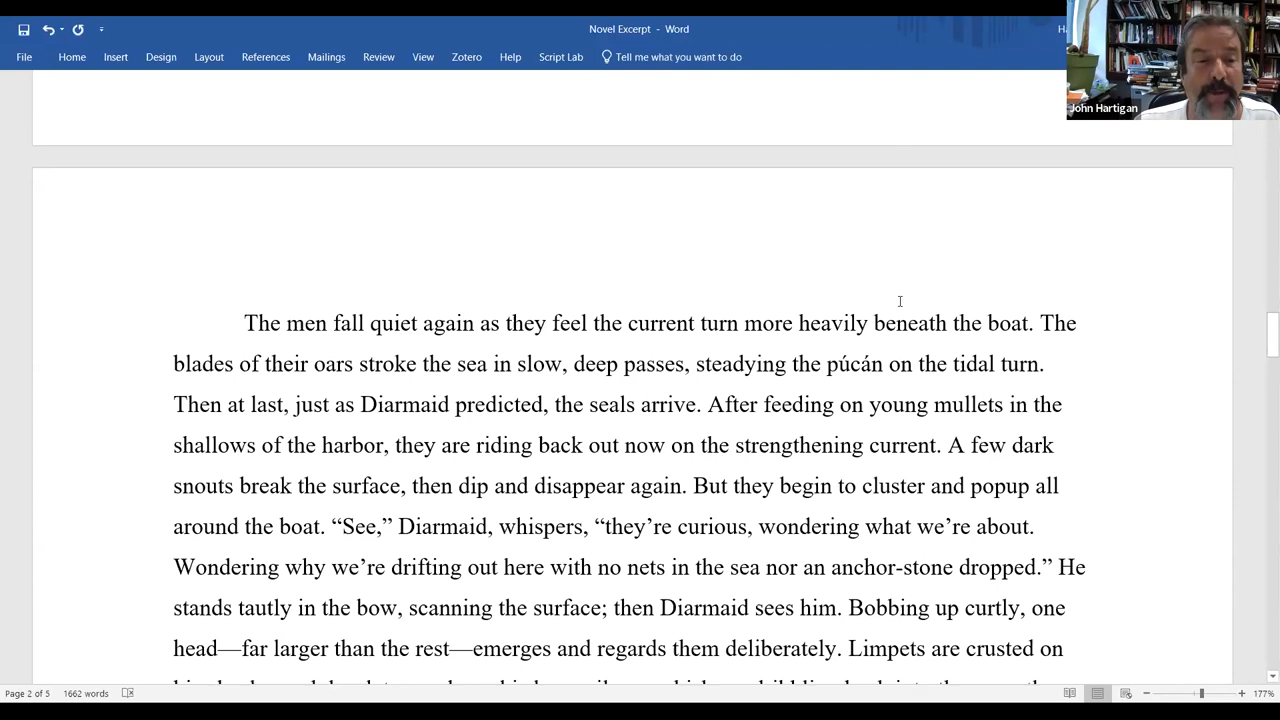 Novel Excerpt - Word
File Home Insert Design Layout References Mailings Review View Zotero Help Script Lab Tell me what you want to do
John Hartigan
The men fall quiet again as they feel the current turn more heavily beneath the boat. The
blades of their oars stroke the sea in slow, deep passes, steadying the púcán on the tidal turn.
Then at last, just as Diarmaid predicted, the seals arrive. After feeding on young mullets in the
shallows of the harbor, they are riding back out now on the strengthening current. A few dark
snouts break the surface, then dip and disappear again. But they begin to cluster and popup all
around the boat. “See,” Diarmaid, whispers, “they’re curious, wondering what we’re about.
Wondering why we’re drifting out here with no nets in the sea nor an anchor-stone dropped.” He
stands tautly in the bow, scanning the surface; then Diarmaid sees him. Bobbing up curtly, one
head—far larger than the rest—emerges and regards them deliberately. Limpets are crusted on
Page 2 of 5 1662 words 177%